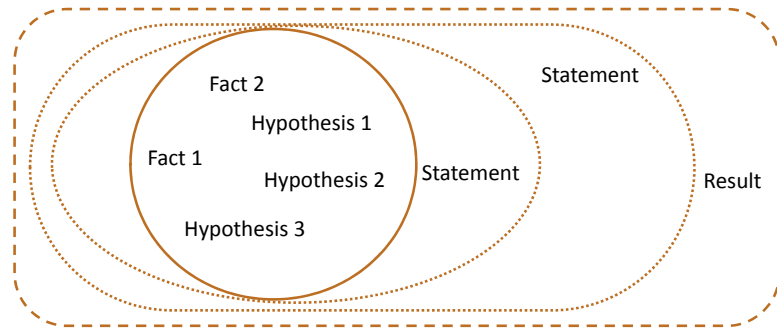 Statement
Fact 2
Hypothesis 1
Fact 1
Hypothesis 2
Statement
Result
Hypothesis 3